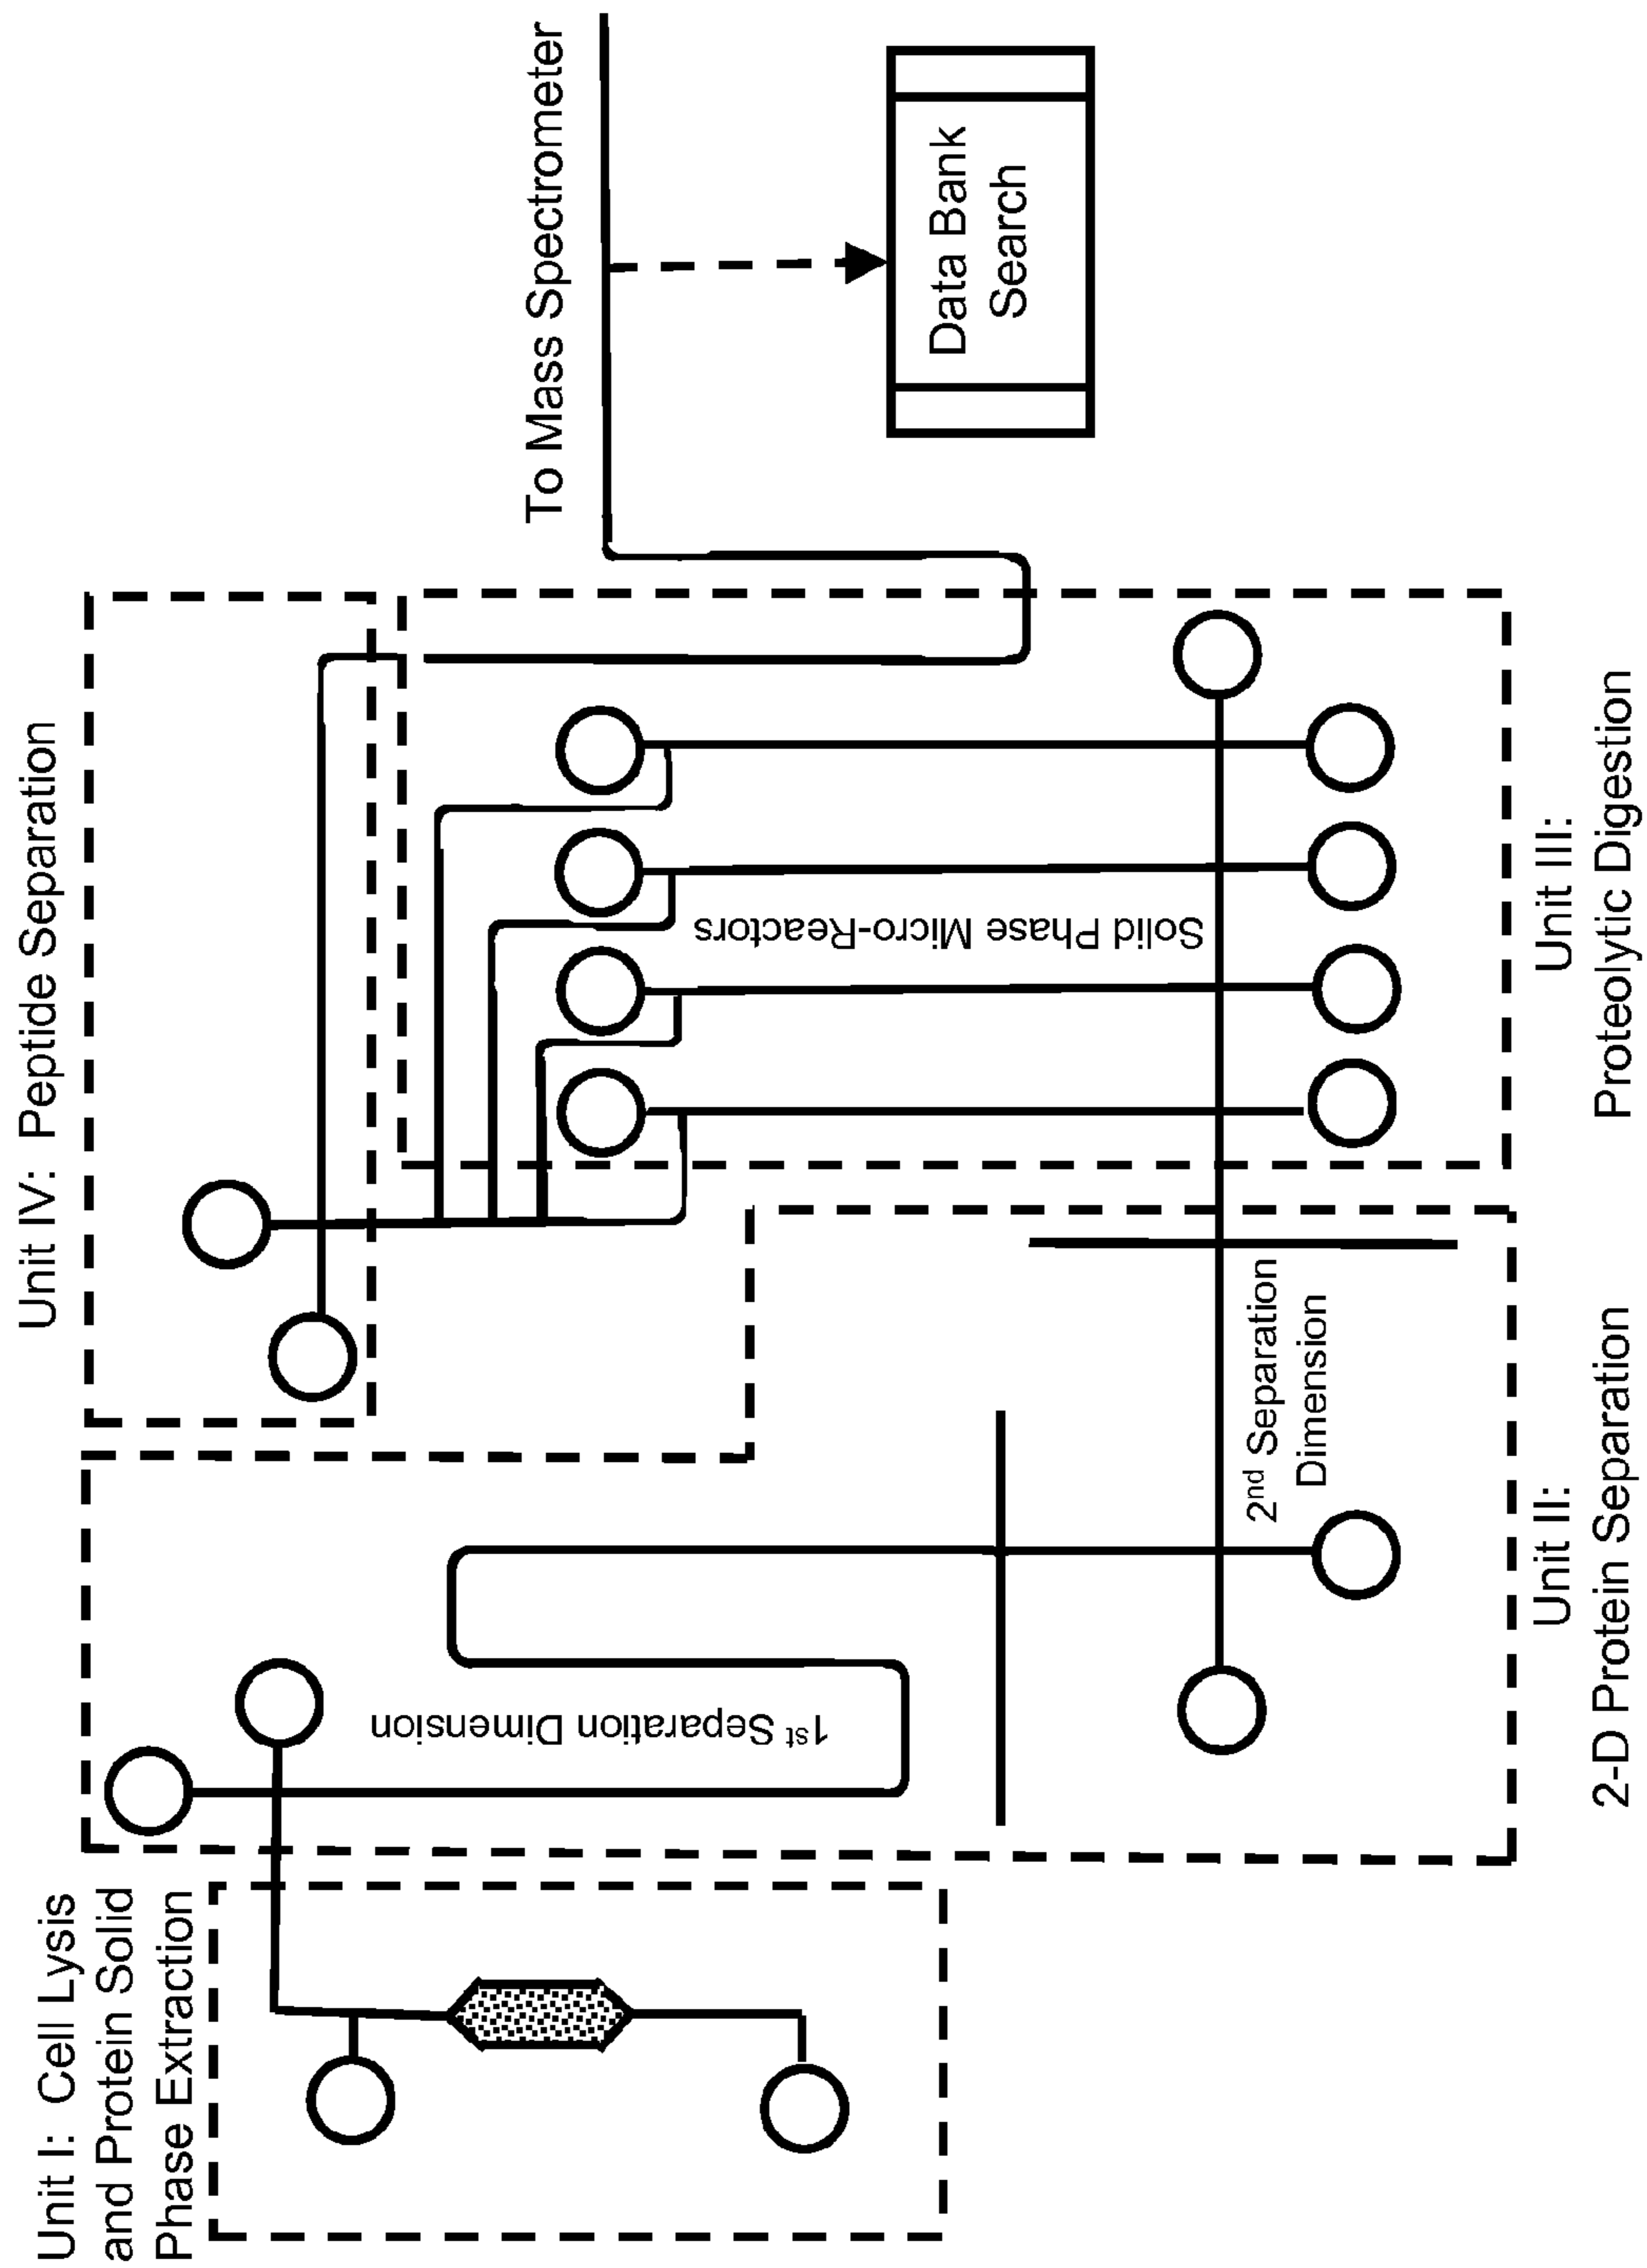 Unit I: Cell Lysis
and Protein Solid
Phase Extraction
1st Separation Dimension
2nd Separation
Dimension
Unit II:
2-D Protein Separation
Unit IV: Peptide Separation
Solid Phase Micro-Reactors
Unit III:
Proteolytic Digestion
To Mass Spectrometer
Data Bank
Search